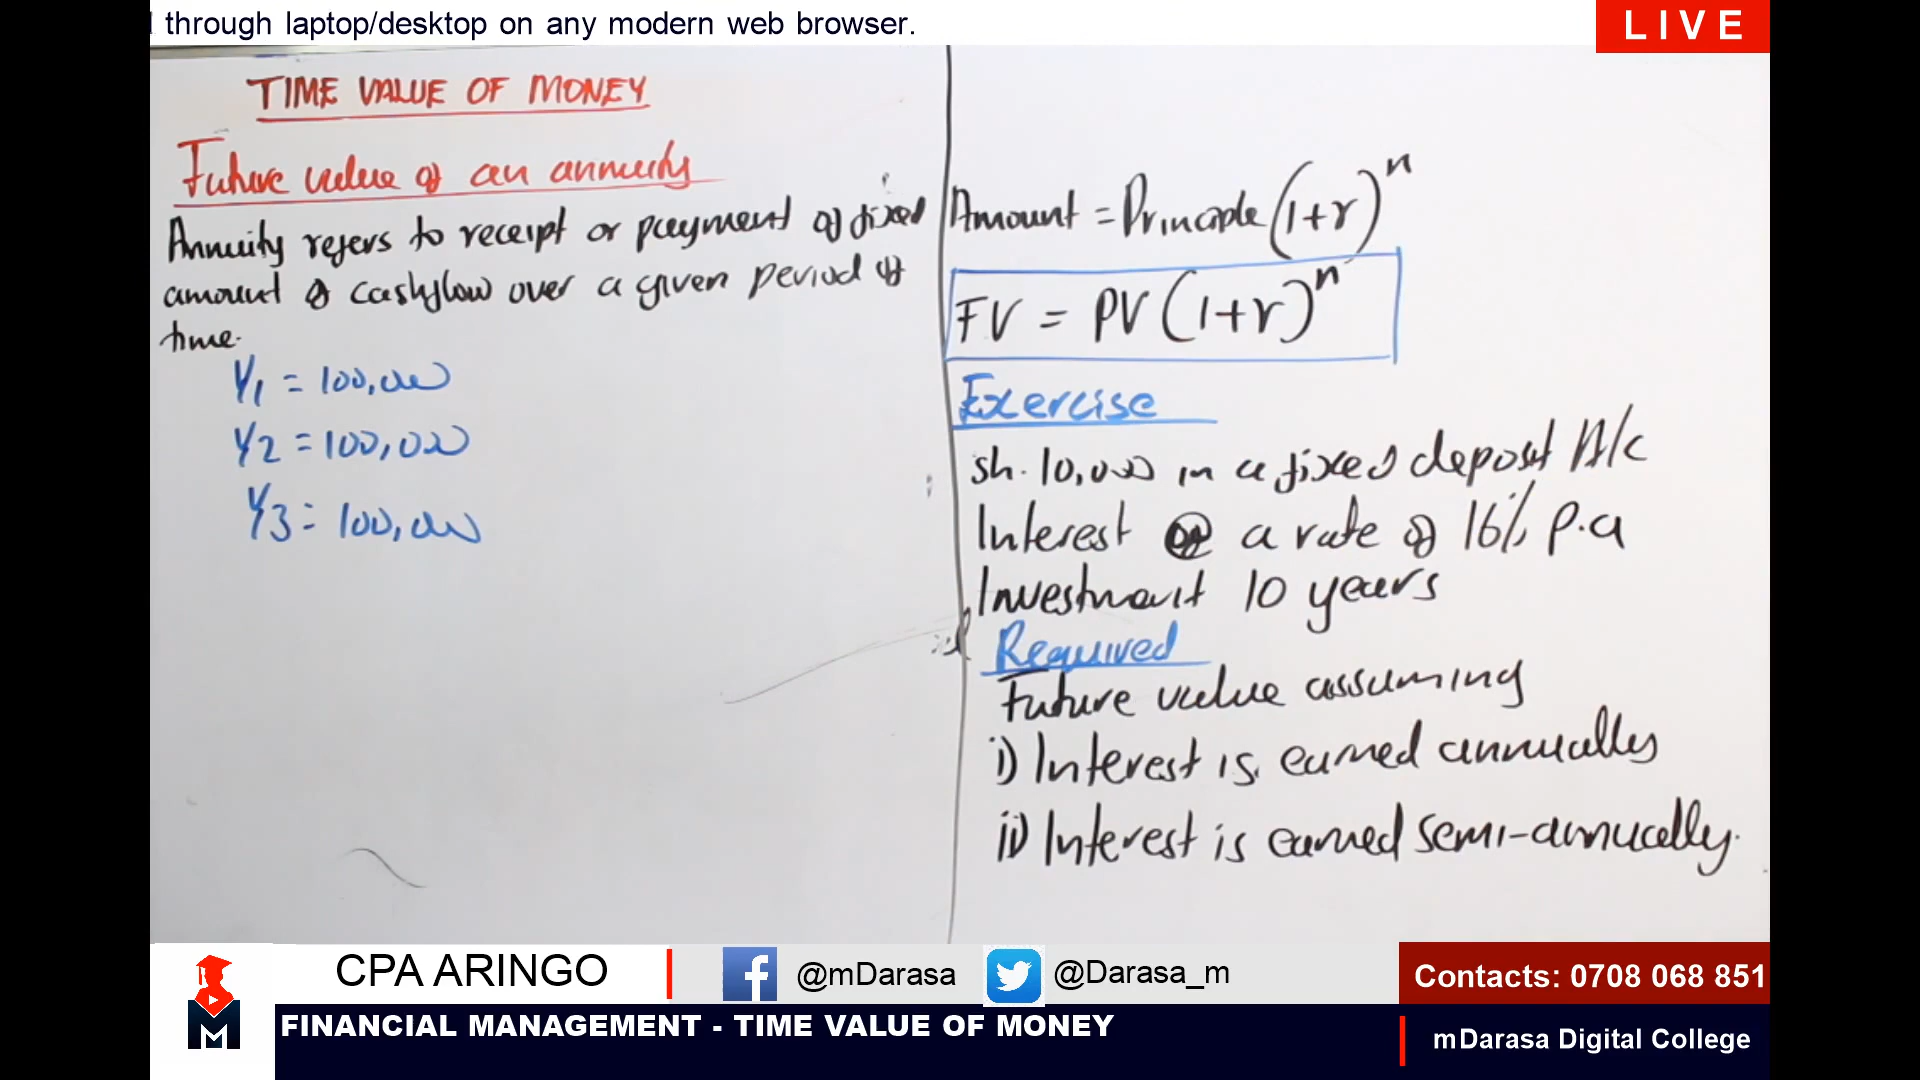 through laptop/desktop on any modern web browser.
LIVE
TIME VALUE OF MONEY
Future value of an annuity
Annuity refers to receipt or payment of fixed
amount of cashflow over a given period of
time.
Y1 = 100,000
Y2 = 100,000
Y3 = 100,000
Amount = Principle (1+r)^n
FV = PV (1+r)^n
Exercise
sh. 10,000 in a fixed deposit A/c
Interest @ a rate of 16% p.a
Investment 10 years
Required
Future value assuming
i) Interest is earned annually
ii) Interest is earned semi-annually.
CPA ARINGO
@mDarasa
@Darasa_m
Contacts: 0708 068 851
M
FINANCIAL MANAGEMENT - TIME VALUE OF MONEY
mDarasa Digital College